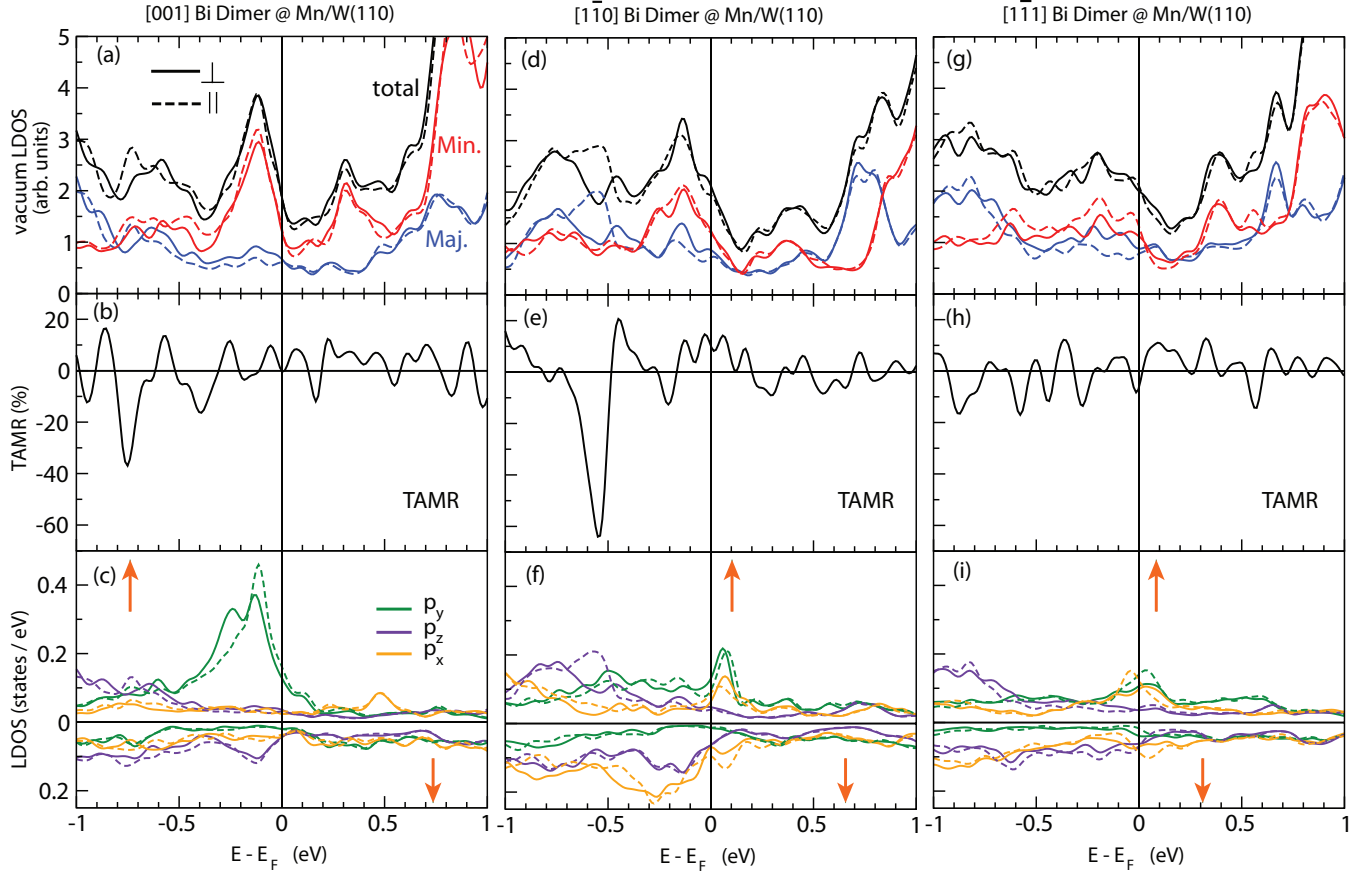 [001] Bi Dimer @ Mn/W(110)
[11̅0] Bi Dimer @ Mn/W(110)
[11̅1] Bi Dimer @ Mn/W(110)
(a)
⊥
||
total
Min.
Maj.
vacuum LDOS
(arb. units)
5
4
3
2
1
0
(d)
(g)
(b)
TAMR (%)
20
0
-20
-40
-60
TAMR
(e)
TAMR
(h)
TAMR
(c)
p_y
p_z
p_x
LDOS (states / eV)
0.4
0.2
0
0.2
(f)
(i)
-1 -0.5 0 0.5 1
-1 -0.5 0 0.5 1
-1 -0.5 0 0.5 1
E - E_F (eV)
E - E_F (eV)
E - E_F (eV)